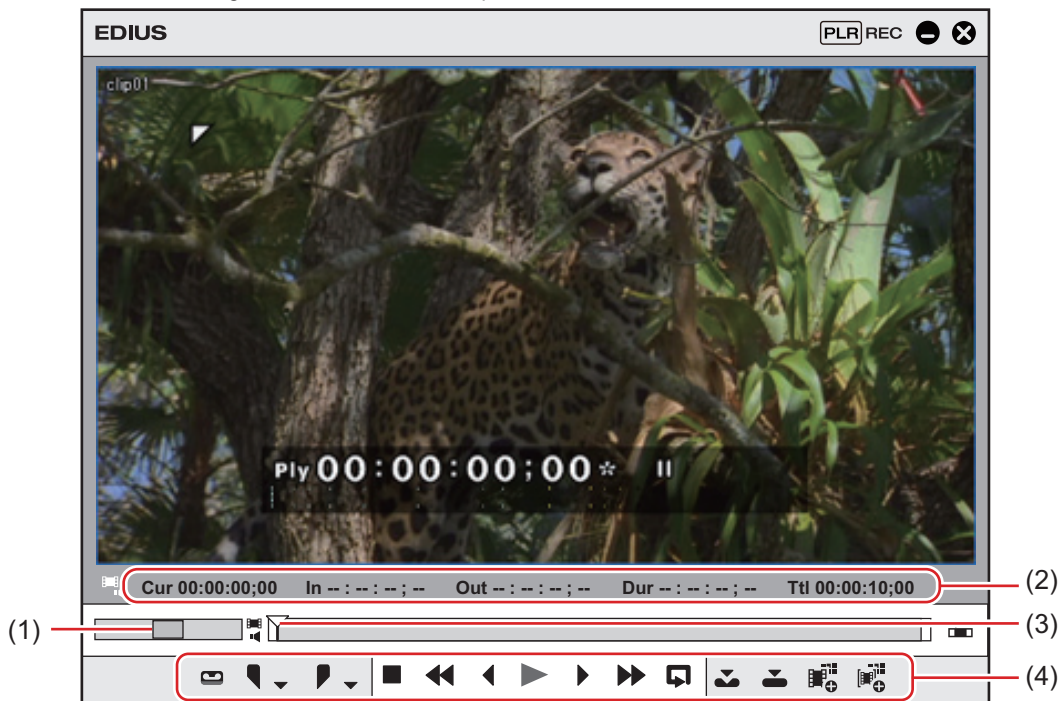 EDIUS PLR REC
clip01
Ply 00:00:00;00*
Cur 00:00:00;00 In -- : -- : -- ; -- Out -- : -- : -- ; -- Dur -- : -- : -- ; -- Ttl 00:00:10;00
(2)
(1)
(3)
(4)